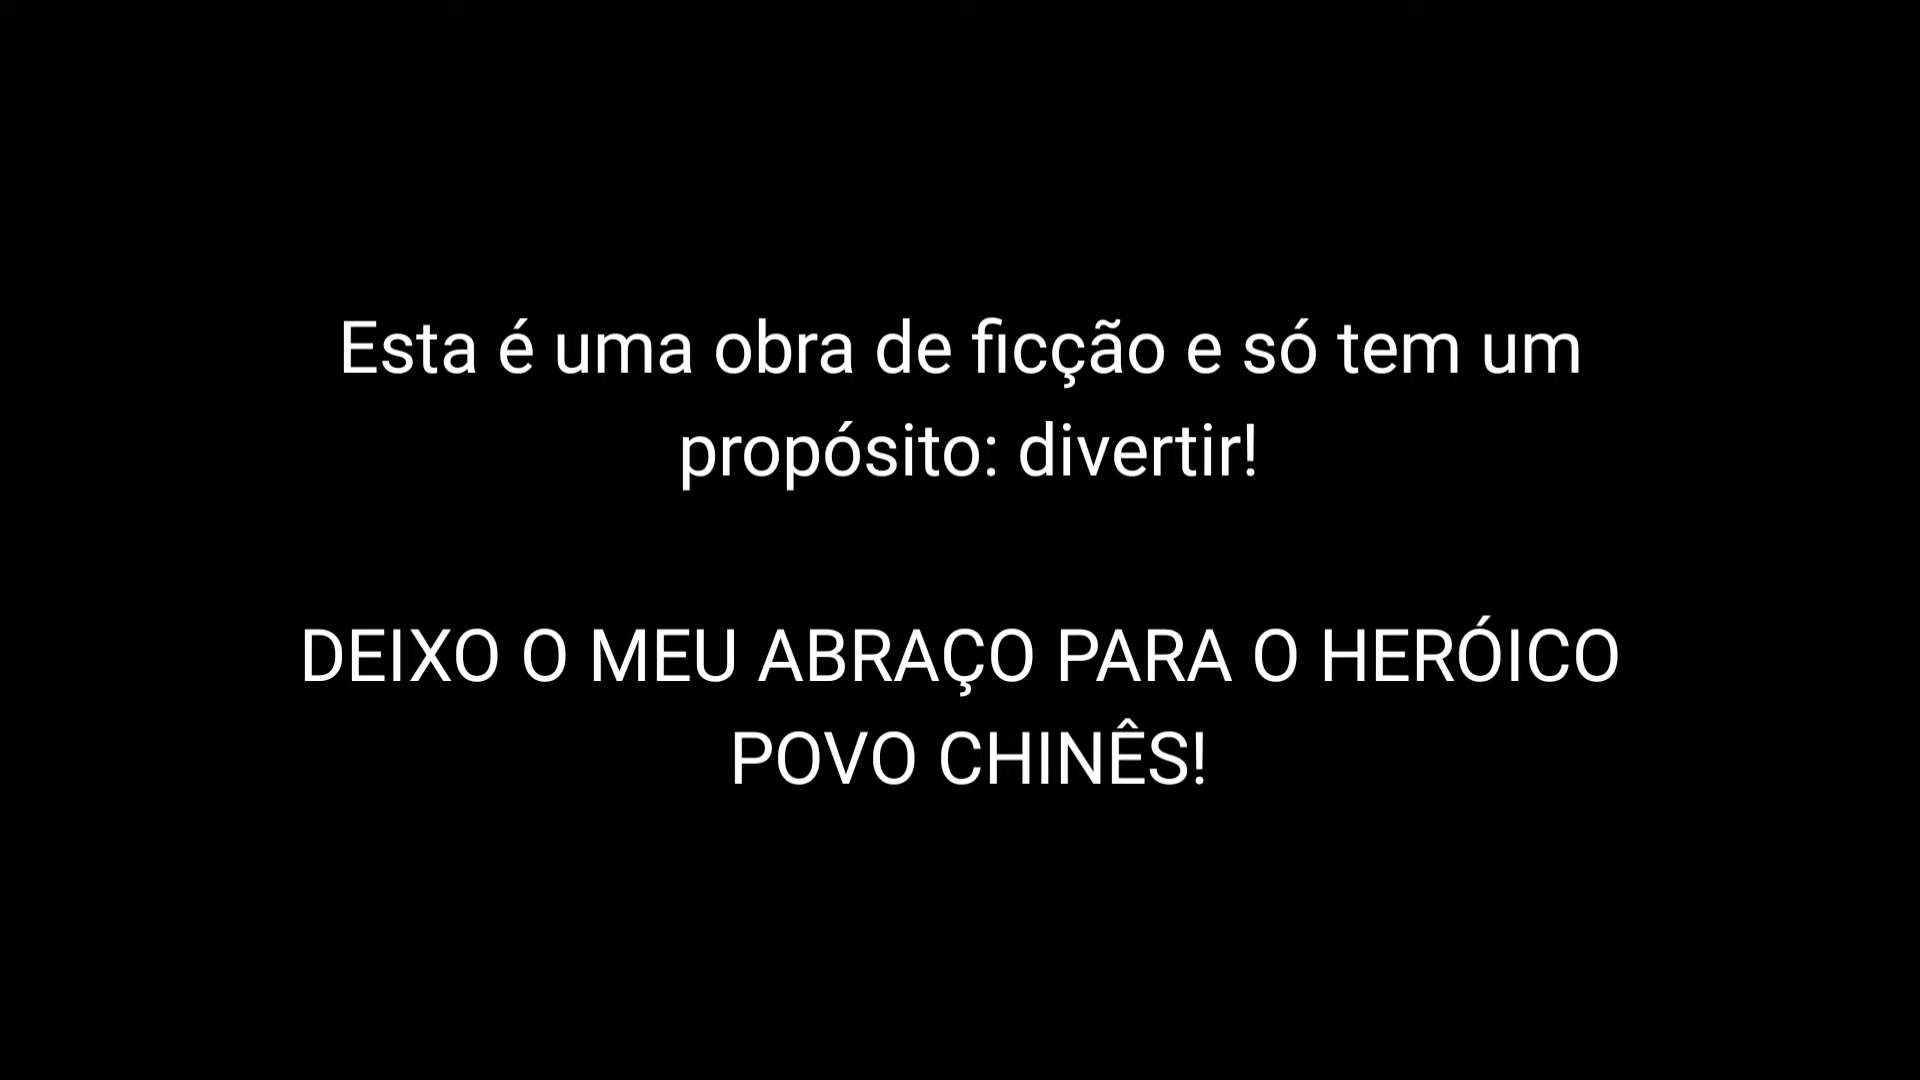 Esta é uma obra de ficção e só tem um
propósito: divertir!
DEIXO O MEU ABRAÇO PARA O HERÓICO
POVO CHINÊS!